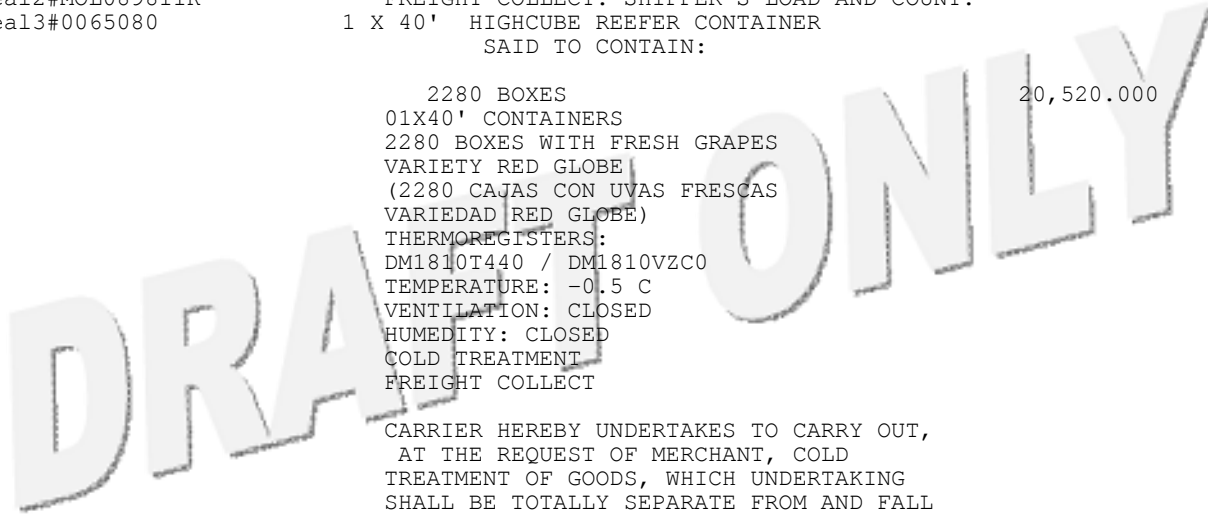 FREIGHT COLLECT. SHIPPER'S LOAD AND COUNT.
eal3#0065080 1 X 40' HIGHCUBE REEFER CONTAINER
SAID TO CONTAIN:
2280 BOXES 20,520.000
01X40' CONTAINERS
2280 BOXES WITH FRESH GRAPES
VARIETY RED GLOBE
(2280 CAJAS CON UVAS FRESCAS
VARIEDAD RED GLOBE)
THERMOREGISTERS:
DM1810T440 / DM1810VZC0
TEMPERATURE: -0.5 C
VENTILATION: CLOSED
HUMEDITY: CLOSED
COLD TREATMENT
FREIGHT COLLECT
CARRIER HEREBY UNDERTAKES TO CARRY OUT,
AT THE REQUEST OF MERCHANT, COLD
TREATMENT OF GOODS, WHICH UNDERTAKING
SHALL BE TOTALLY SEPARATE FROM AND FALL
DRAFT ONLY